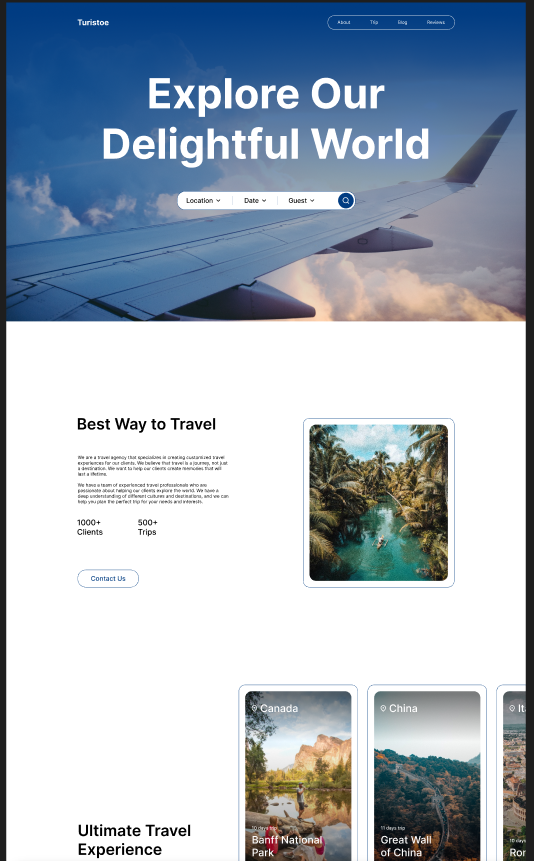 Turistoe
About Trip Blog Reviews
Explore Our
Delightful World
Location Date Guest
Best Way to Travel
We are a travel agency that specializes in creating customized travel
experiences for our clients. We believe that travel is a journey, not just
a destination. We want to help our clients create memories that will
last a lifetime.
We have a team of experienced travel professionals who are
passionate about helping our clients explore the world. We have a
deep understanding of different cultures and destinations, and we can
help you plan the perfect trip for your needs and interests.
1000+
Clients
500+
Trips
Contact Us
Canada
10 days trip
Banff National
Park
China
11 days trip
Great Wall
of China
Ultimate Travel
Experience